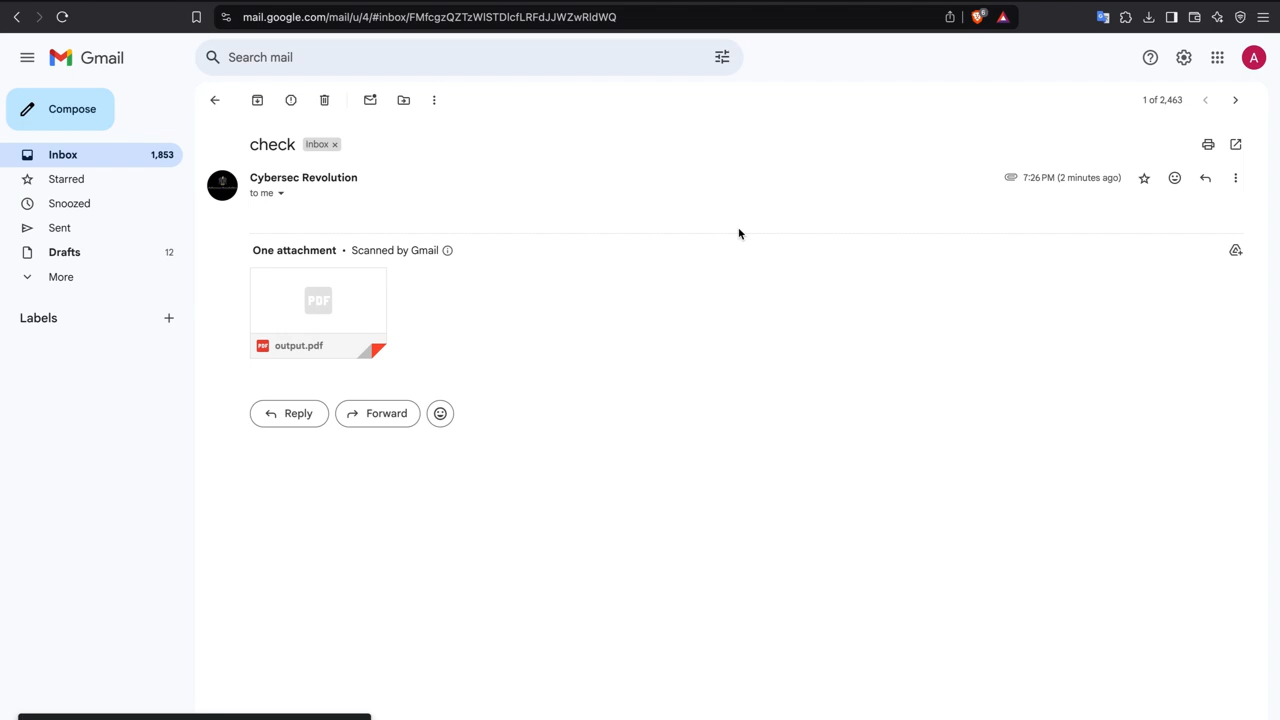 mail.google.com/mail/u/4/#inbox/FMfcgzQZTzWlSTDlcfLRFdJJWZwRldWQ
6
Gmail
Search mail
A
Compose
1 of 2,463
Inbox 1,853
check Inbox ×
Starred
Cybersec Revolution
7:26 PM (2 minutes ago)
to me
Snoozed
Sent
Drafts 12
One attachment • Scanned by Gmail
More
PDF
Labels
PDF output.pdf
Reply
Forward